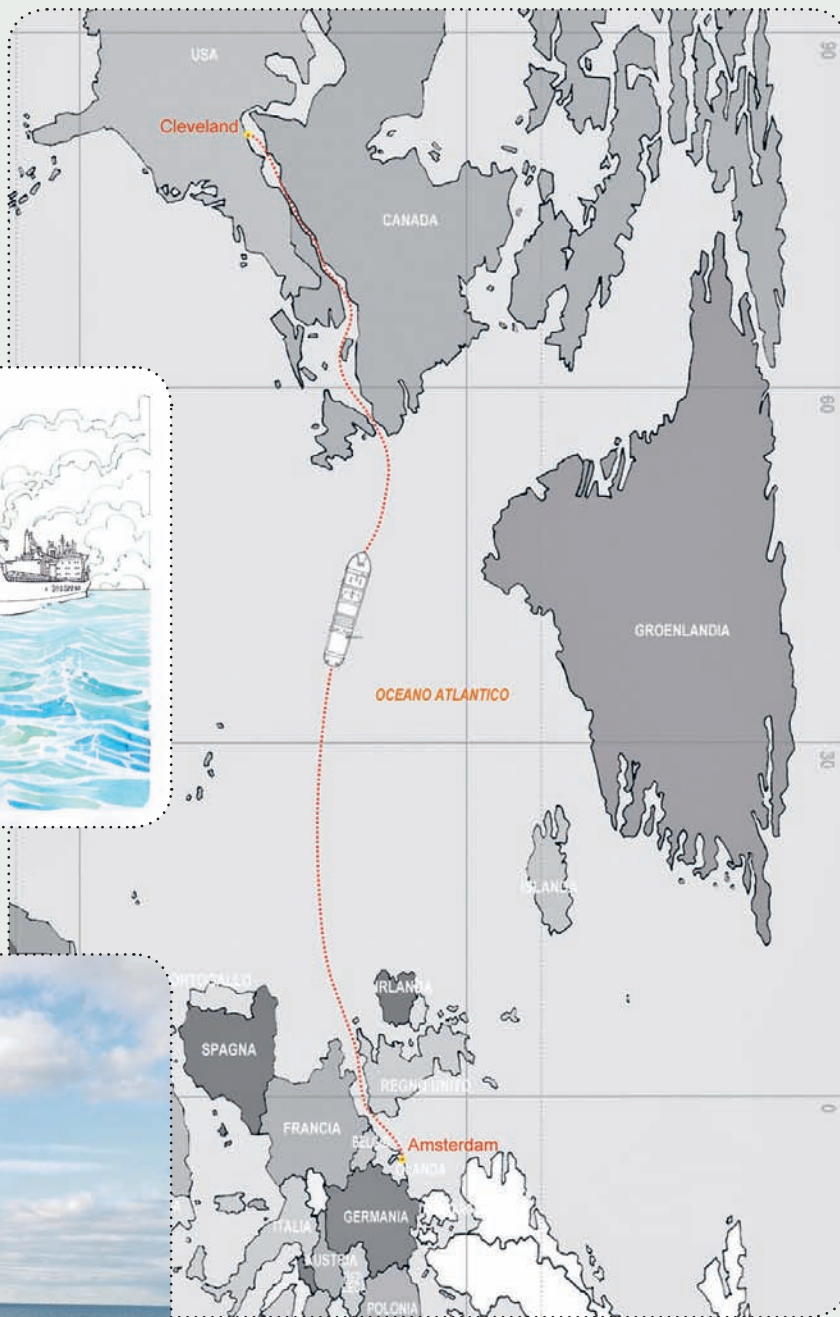 USA
90
Cleveland
CANADA
60
GROENLANDIA
OCEANO ATLANTICO
30
ISLANDA
PORTOGALLO
IRLANDA
SPAGNA
REGNO UNITO
0
FRANCIA
Amsterdam
GERMANIA
ITALIA
AUSTRIA
POLONIA